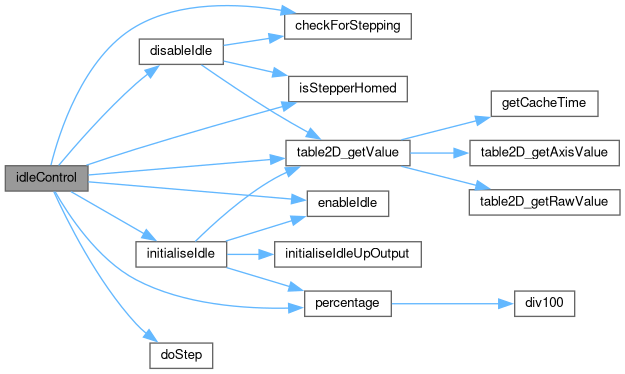 checkForStepping
disableIdle
isStepperHomed
getCacheTime
table2D_getValue
table2D_getAxisValue
idleControl
enableIdle
table2D_getRawValue
initialiseIdle
initialiseIdleUpOutput
percentage
div100
doStep